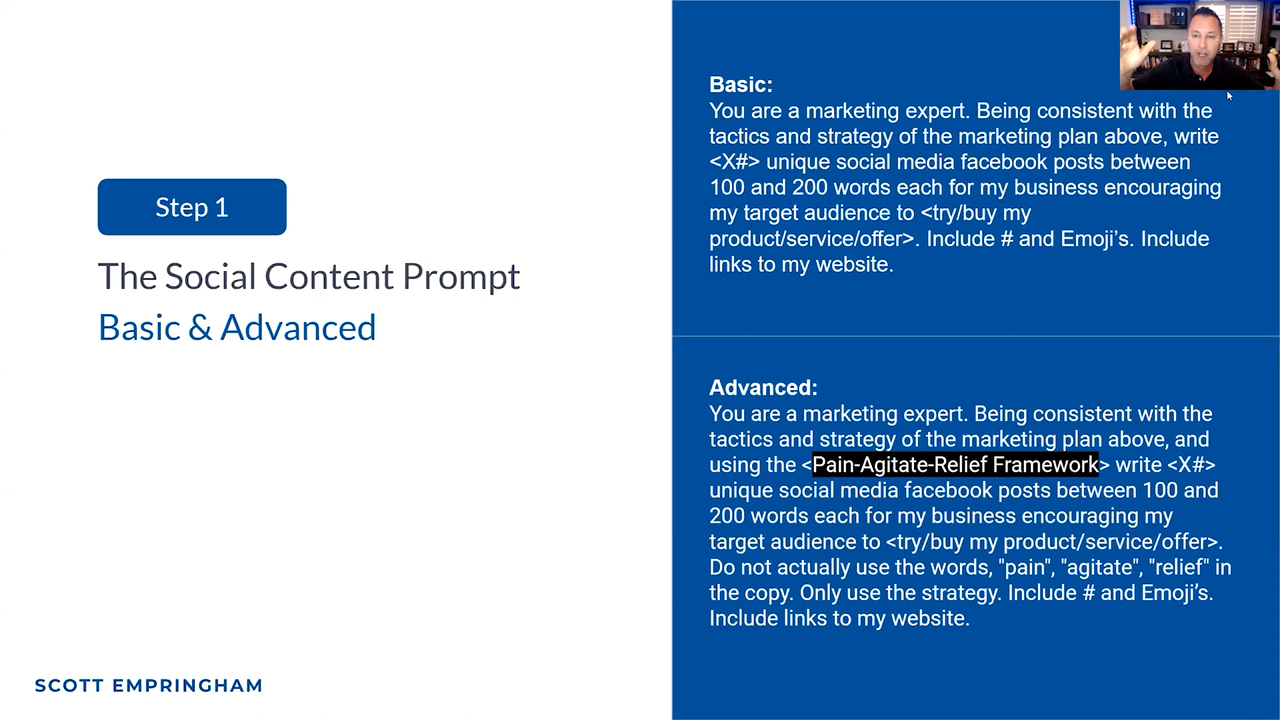 Step 1
The Social Content Prompt
Basic & Advanced
SCOTT EMPRINGHAM
Basic:
You are a marketing expert. Being consistent with the
tactics and strategy of the marketing plan above, write
<X#> unique social media facebook posts between
100 and 200 words each for my business encouraging
my target audience to <try/buy my
product/service/offer>. Include # and Emoji’s. Include
links to my website.
Advanced:
You are a marketing expert. Being consistent with the
tactics and strategy of the marketing plan above, and
using the <Pain-Agitate-Relief Framework> write <X#>
unique social media facebook posts between 100 and
200 words each for my business encouraging my
target audience to <try/buy my product/service/offer>.
Do not actually use the words, "pain", "agitate", "relief" in
the copy. Only use the strategy. Include # and Emoji’s.
Include links to my website.